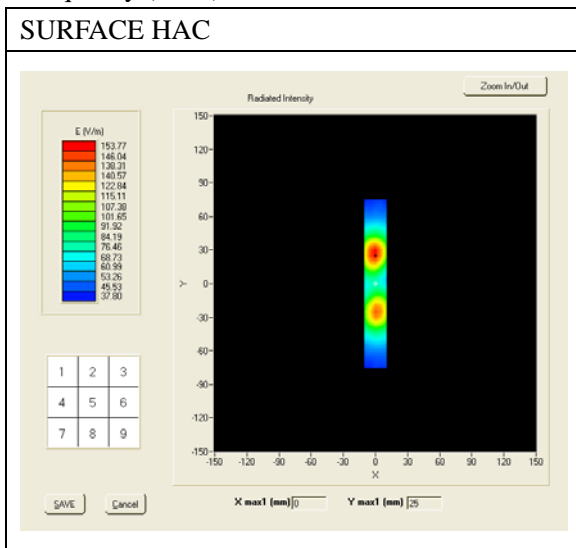 SURFACE HAC
Zoom In/Out
Radiated Intensity
E (V/m)
153.77
146.04
138.31
140.57
122.84
115.11
107.38
101.65
91.92
84.19
76.46
68.73
60.99
53.26
45.53
37.80
150
120
90
60
30
0
-30
-60
-90
-120
-150
Y
-150 -120 -90 -60 -30 0 30 60 90 120 150
X
1 2 3
4 5 6
7 8 9
SAVE Cancel X max1 (mm) 0 Y max1 (mm) 25